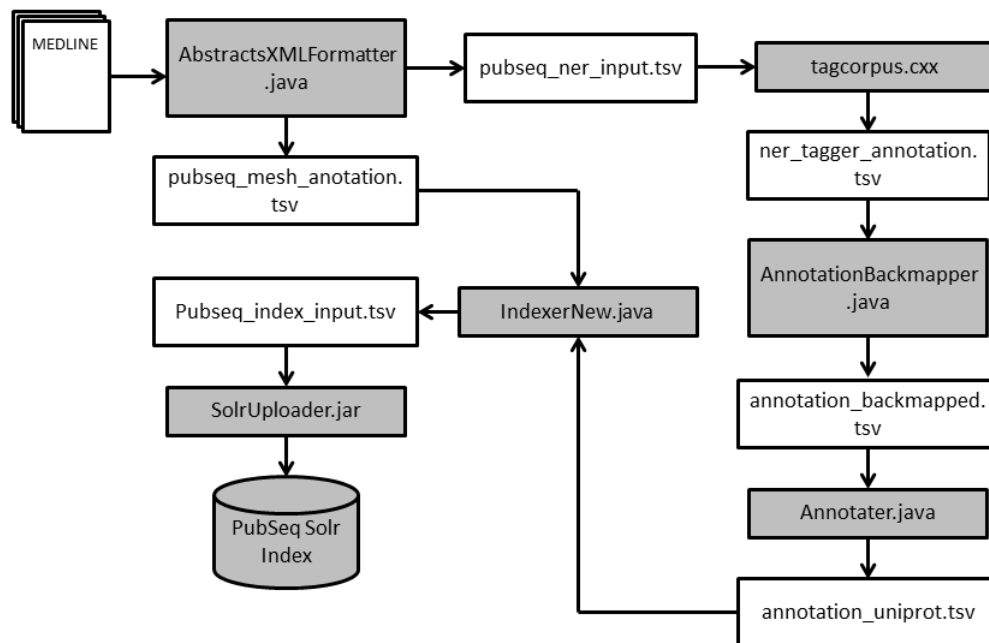 MEDLINE
AbstractsXMLFormatter
.java
pubseq_ner_input.tsv
tagcorpus.cxx
ner_tagger_annotation.
tsv
pubseq_mesh_anotation.
tsv
AnnotationBackmapper
.java
Pubseq_index_input.tsv
IndexerNew.java
SolrUploader.jar
annotation_backmapped.
tsv
PubSeq Solr
Index
Annotater.java
annotation_uniprot.tsv